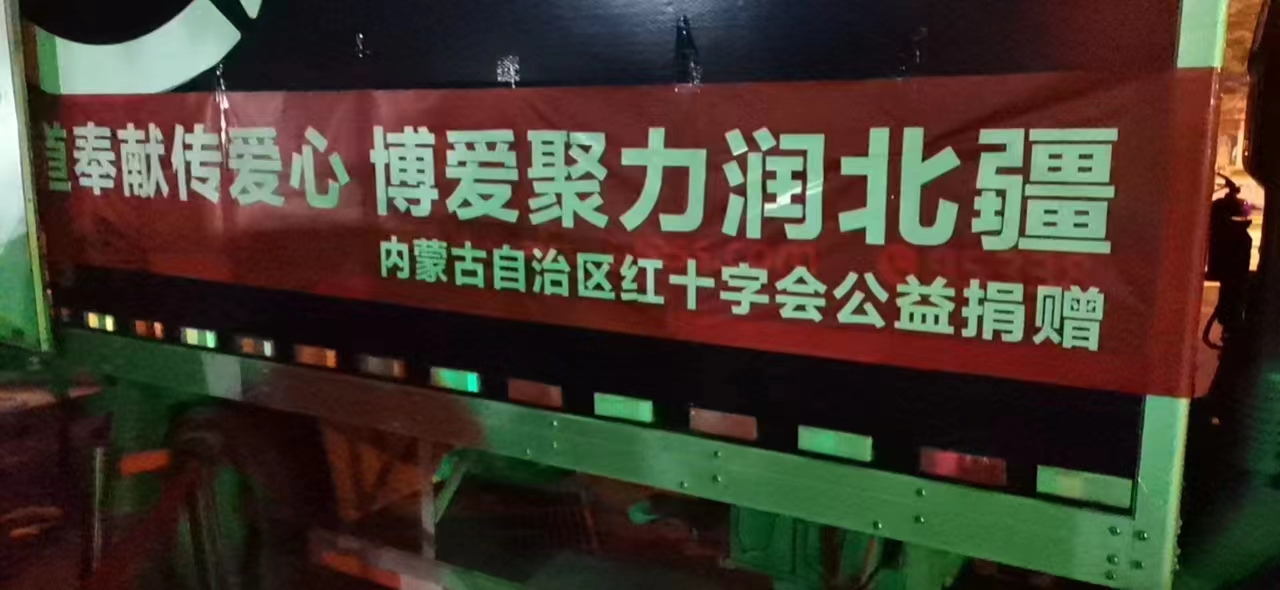 道奉献传爱心 博爱聚力润北疆
内蒙古自治区红十字会公益捐赠